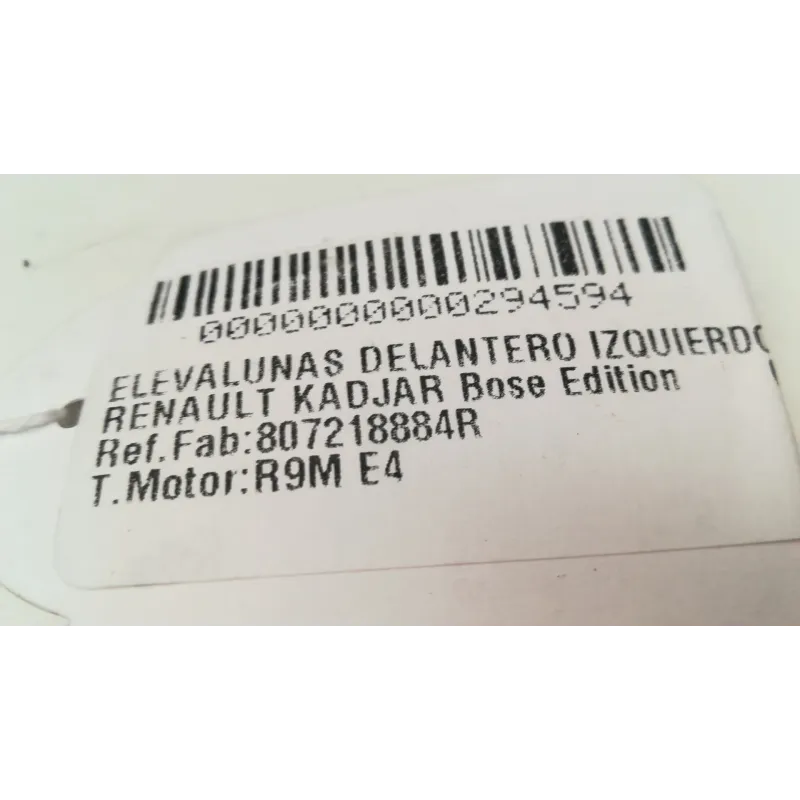 0000000000294594
ELEVALUNAS DELANTERO IZQUIERDO
RENAULT KADJAR Bose Edition
Ref.Fab:807218884R
T.Motor:R9M E4